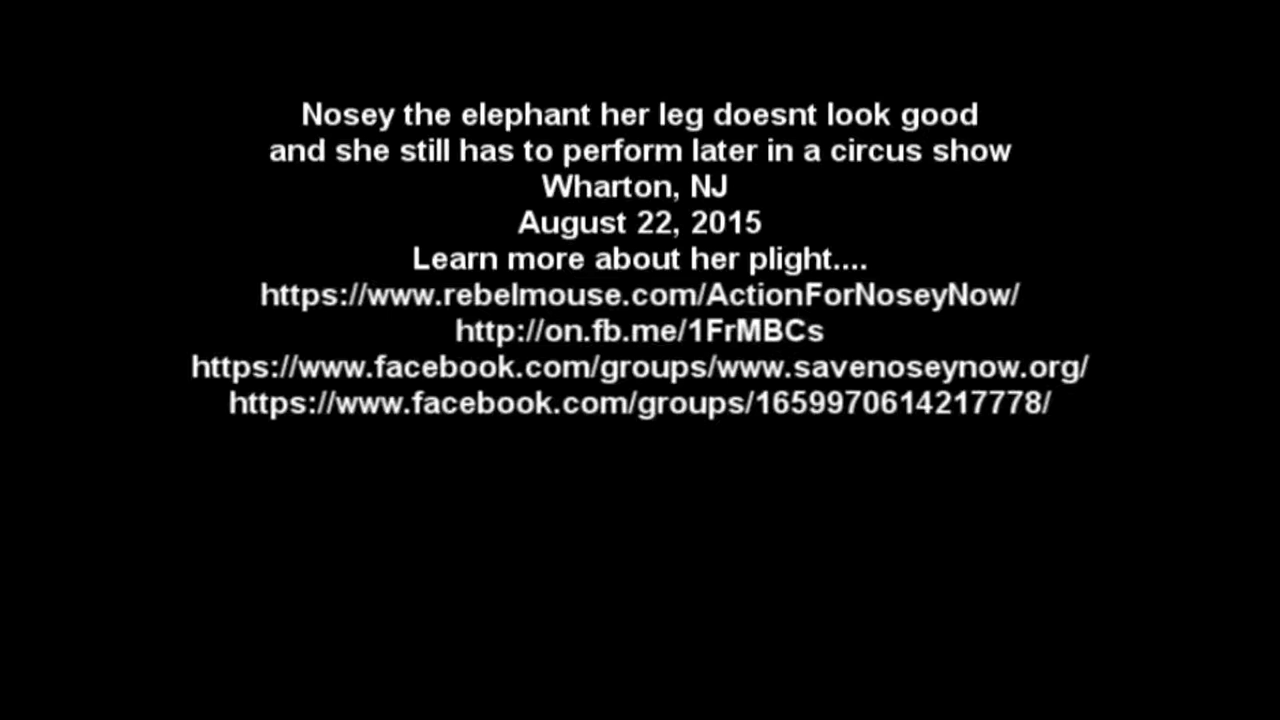 Nosey the elephant her leg doesnt look good
and she still has to perform later in a circus show
Wharton, NJ
August 22, 2015
Learn more about her plight....
https://www.rebelmouse.com/ActionForNoseyNow/
http://on.fb.me/1FrMBCs
https://www.facebook.com/groups/www.savenoseynow.org/
https://www.facebook.com/groups/1659970614217778/